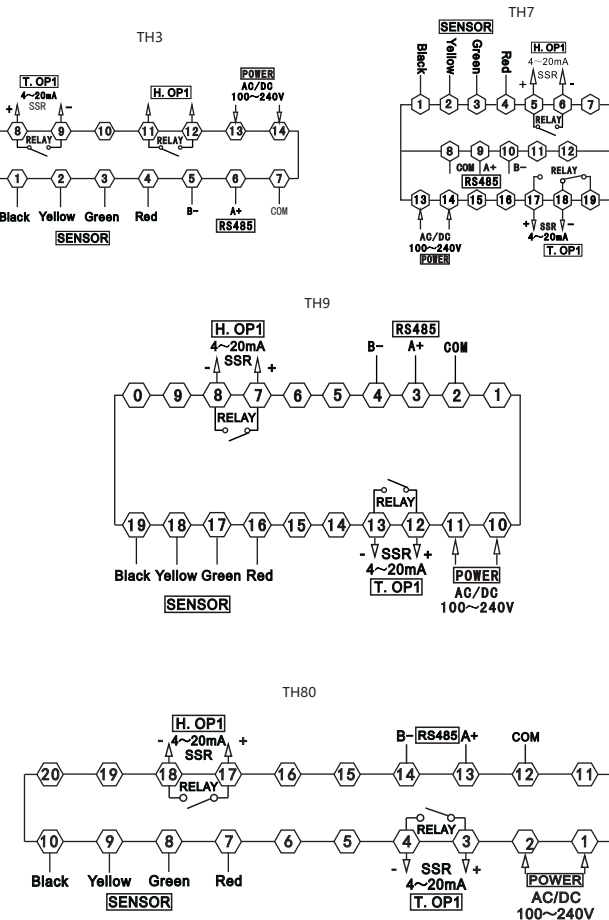 TH3
T. OP1
4～20mA
SSR
+ -
H. OP1
POWER
AC/DC
100～240V
8 9 10 11 12 13 14
RELAY RELAY
1 2 3 4 5 6 7
Black Yellow Green Red B- A+ COM
SENSOR RS485
TH7
SENSOR
Black Yellow Green Red
H. OP1
4～20mA
SSR
+ -
1 2 3 4 5 6 7
RELAY
8 9 10 11 12
COM A+ B-
RS485
RELAY
13 14 15 16 17 18 19
AC/DC
100～240V
POWER
+ SSR -
4～20mA
T. OP1
TH9
H. OP1
4～20mA
- SSR +
RS485
B- A+ COM
0 9 8 7 6 5 4 3 2 1
RELAY
RELAY
19 18 17 16 15 14 13 12 11 10
Black Yellow Green Red
SENSOR
- SSR +
4～20mA
T. OP1
POWER
AC/DC
100～240V
TH80
H. OP1
- 4～20mA +
SSR
B- RS485 A+ COM
20 19 18 17 16 15 14 13 12 11
RELAY
RELAY
10 9 8 7 6 5 4 3 2 1
Black Yellow Green Red
SENSOR
- SSR +
4～20mA
T. OP1
POWER
AC/DC
100～240V